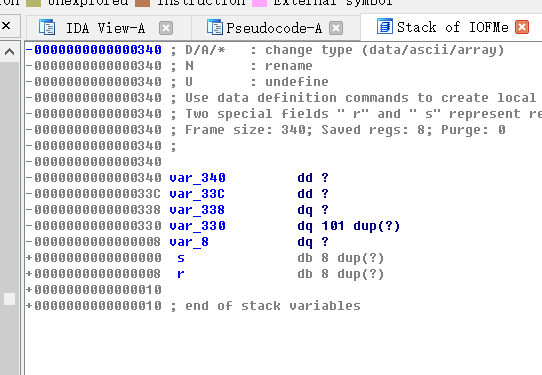 on Unexplored Instruction External symbol
IDA View-A Pseudocode-A Stack of IOFMe
-0000000000000340 ; D/A/* : change type (data/ascii/array)
-0000000000000340 ; N : rename
-0000000000000340 ; U : undefine
-0000000000000340 ; Use data definition commands to create local
-0000000000000340 ; Two special fields " r" and " s" represent re
-0000000000000340 ; Frame size: 340; Saved regs: 8; Purge: 0
-0000000000000340 ;
-0000000000000340
-0000000000000340 var_340 dd ?
-000000000000033C var_33C dd ?
-0000000000000338 var_338 dq ?
-0000000000000330 var_330 dq 101 dup(?)
-0000000000000008 var_8 dq ?
+0000000000000000 s db 8 dup(?)
+0000000000000008 r db 8 dup(?)
+0000000000000010
+0000000000000010 ; end of stack variables